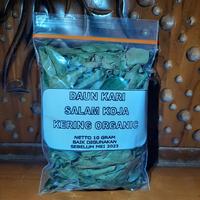 DAUN KARI
SALAM KOJA
KERING ORGANIC
NETTO 10 GRAM
BAIK DIGUNAKAN
SEBELUM MEI 2023